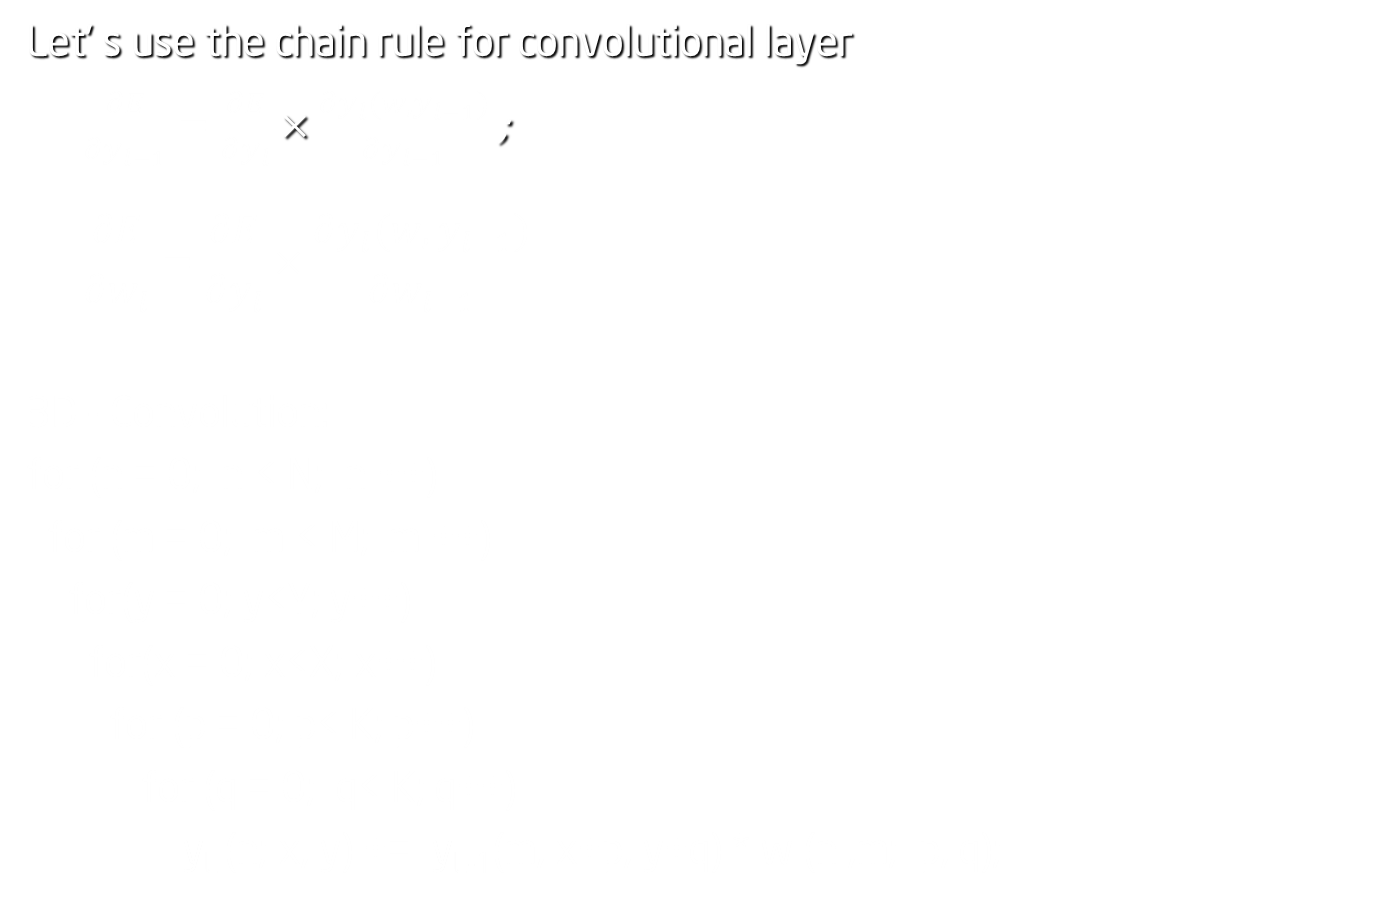 Let’ s use the chain rule for convolutional layer
× ;